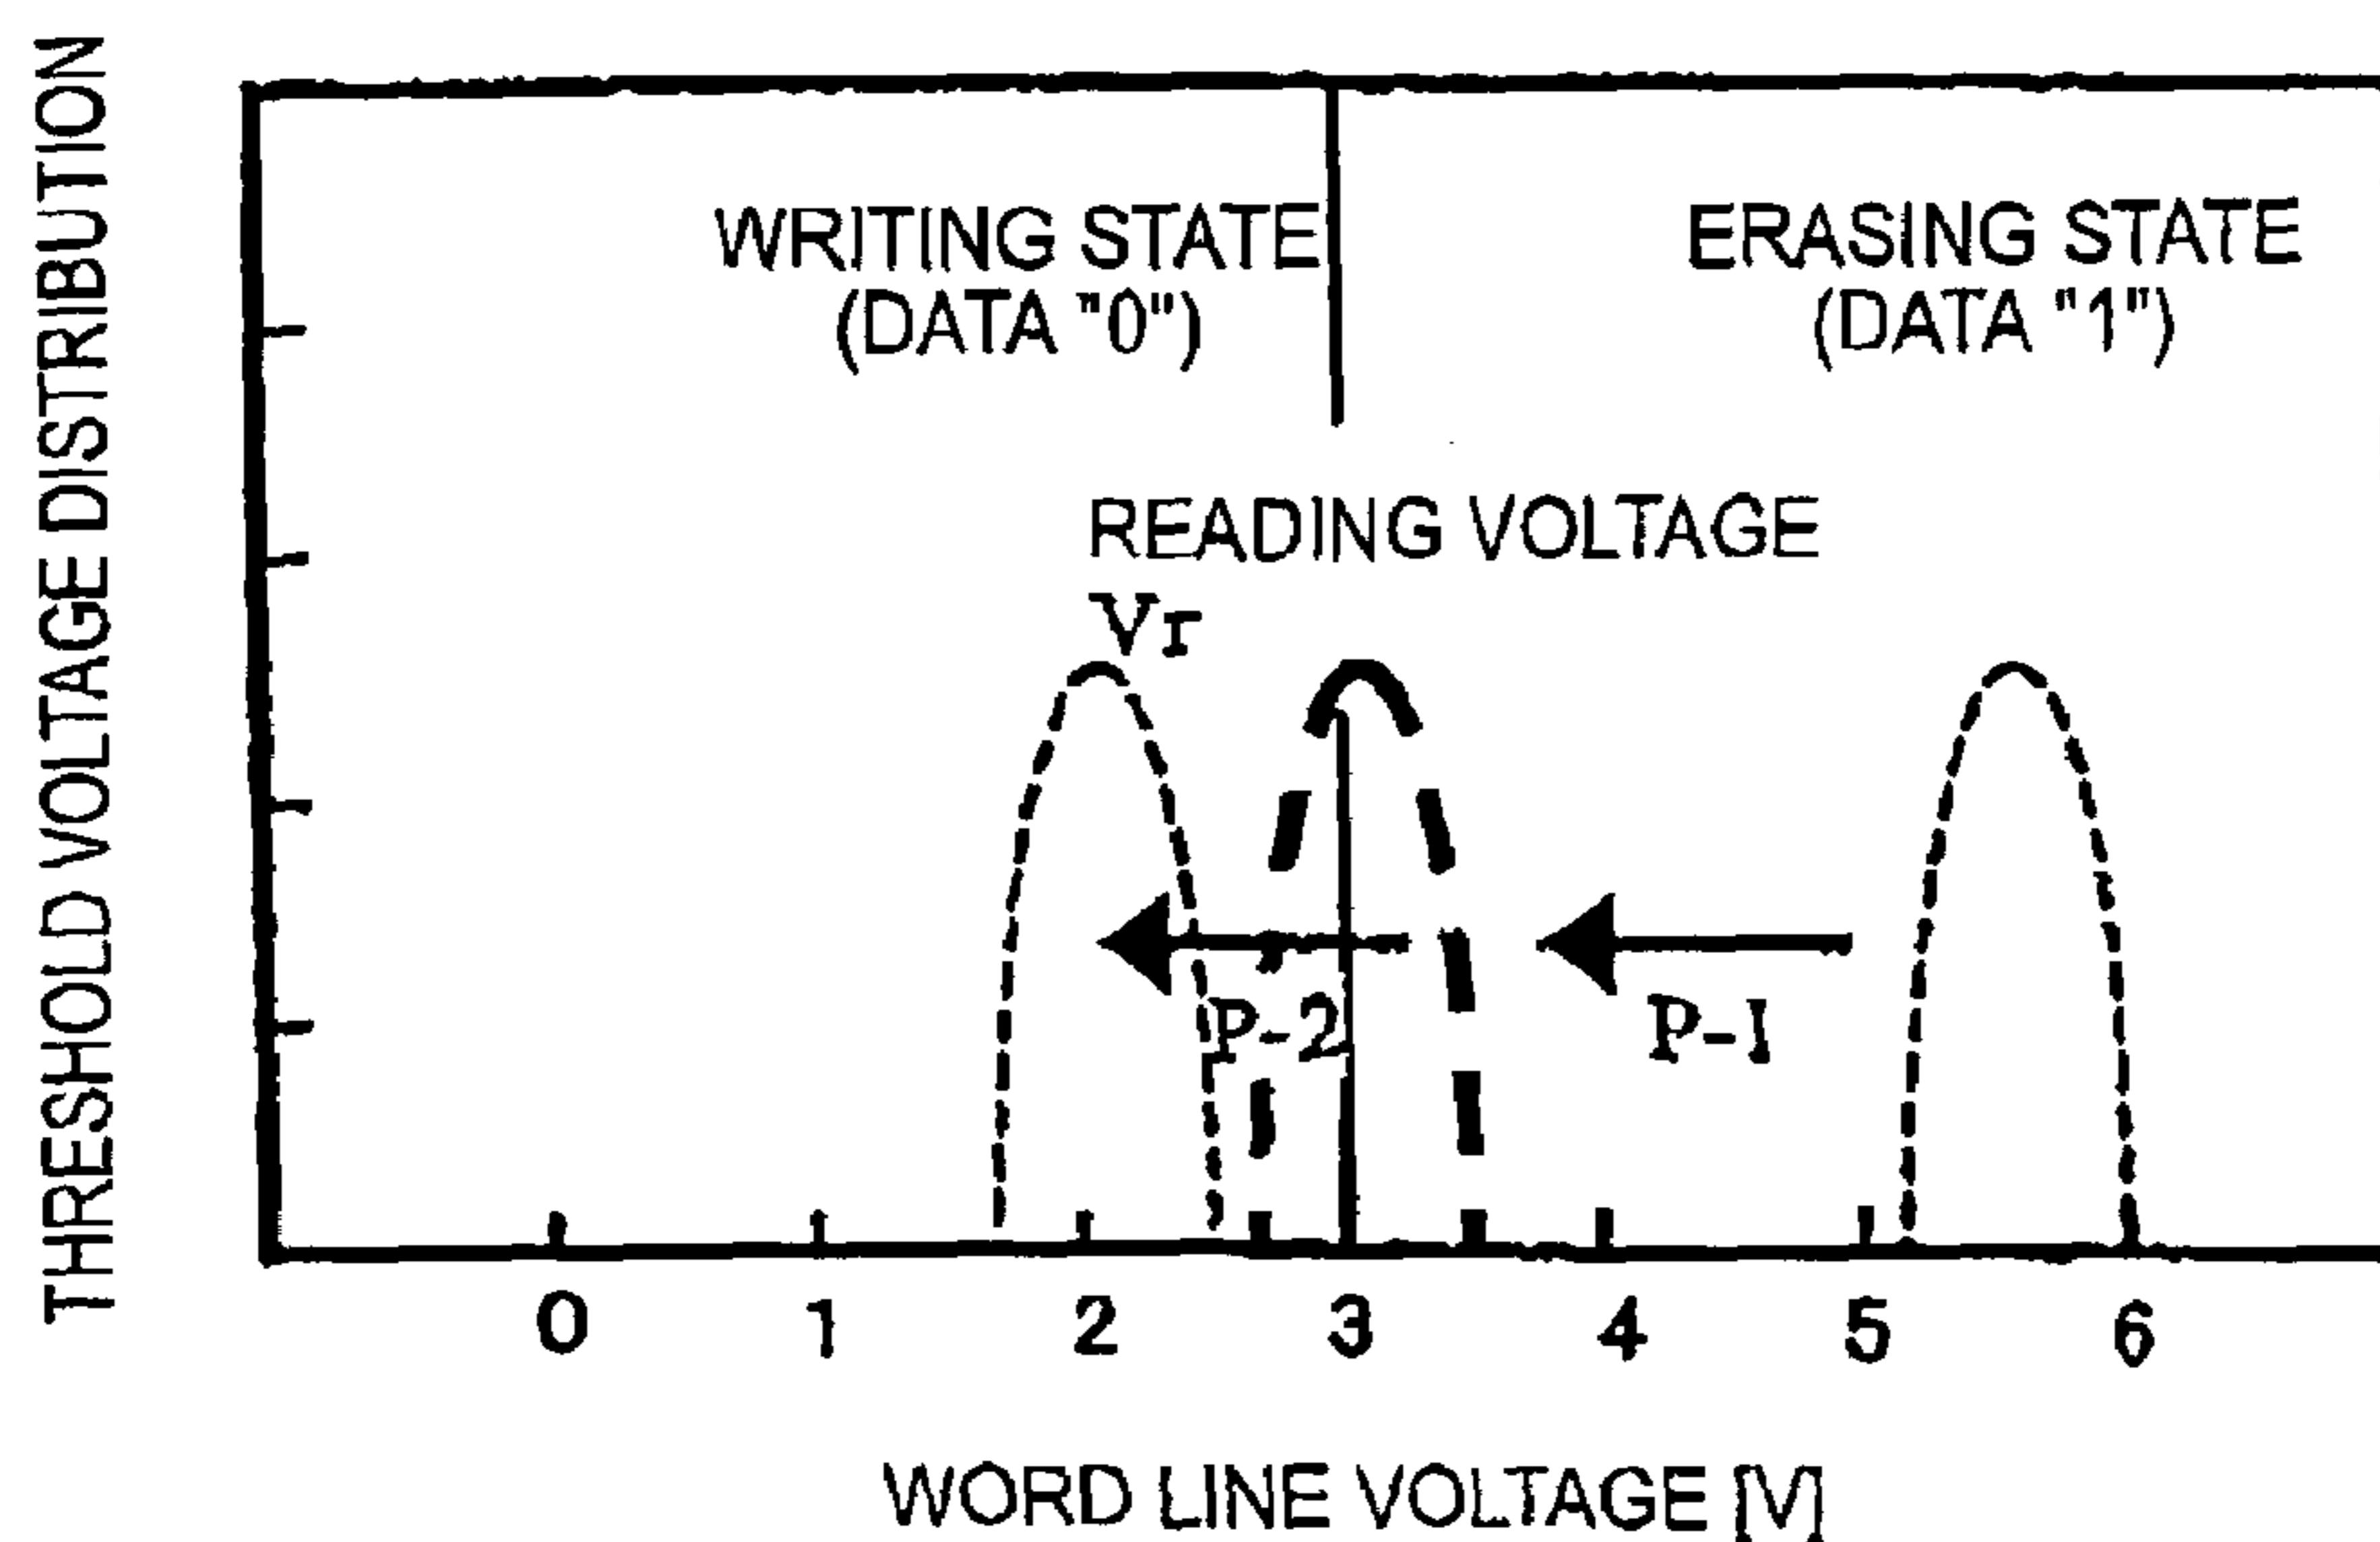 THRESHOLD VOLTAGE DISTRIBUTION
WRITING STATE
(DATA "0")
ERASING STATE
(DATA "1")
READING VOLTAGE
Vr
P-2
P-1
0 1 2 3 4 5 6
WORD LINE VOLTAGE [V]